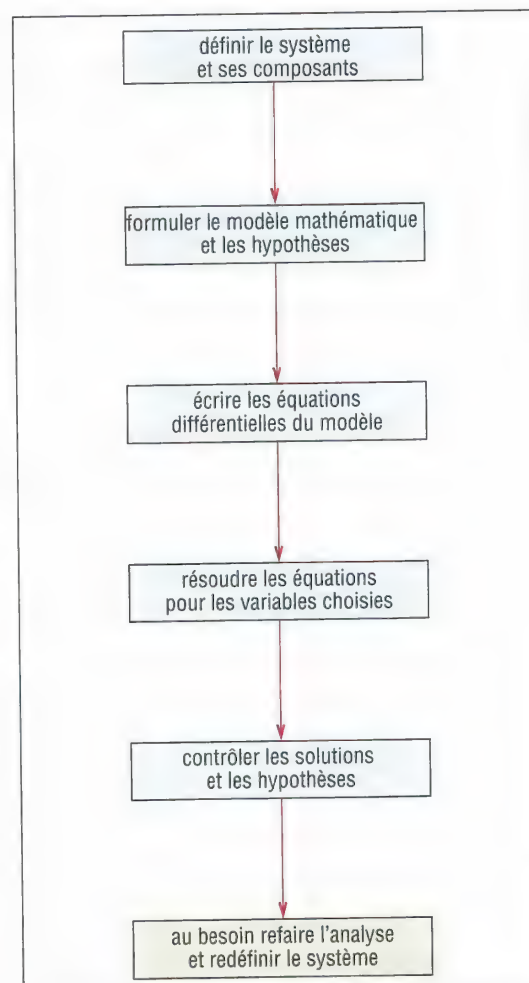 définir le système
et ses composants
formuler le modèle mathématique
et les hypothèses
écrire les équations
différentielles du modèle
résoudre les équations
pour les variables choisies
contrôler les solutions
et les hypothèses
au besoin refaire l'analyse
et redéfinir le système